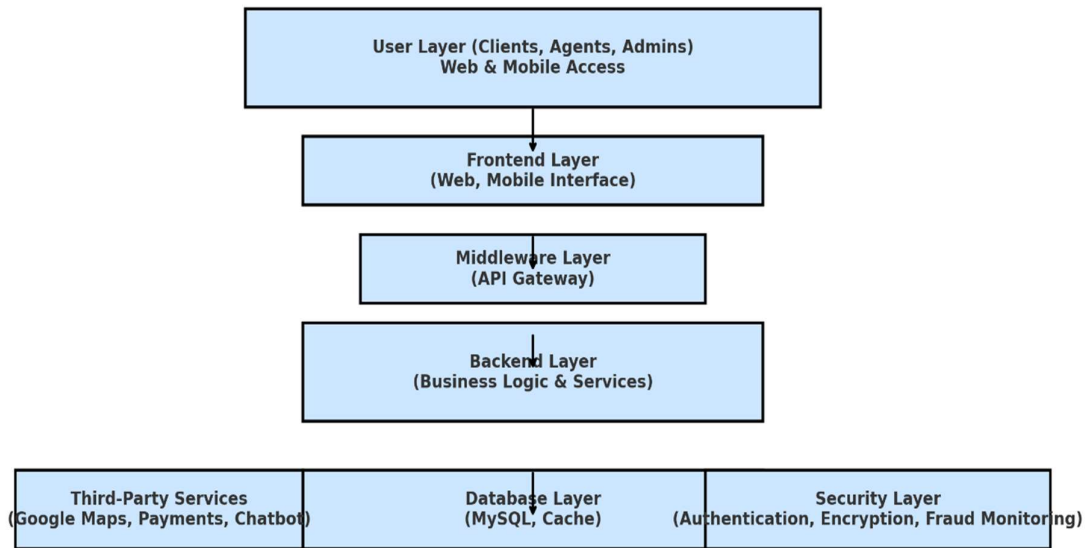 User Layer (Clients, Agents, Admins)
Web & Mobile Access
Frontend Layer
(Web, Mobile Interface)
Middleware Layer
(API Gateway)
Backend Layer
(Business Logic & Services)
Third-Party Services
(Google Maps, Payments, Chatbot)
Database Layer
(MySQL, Cache)
Security Layer
(Authentication, Encryption, Fraud Monitoring)